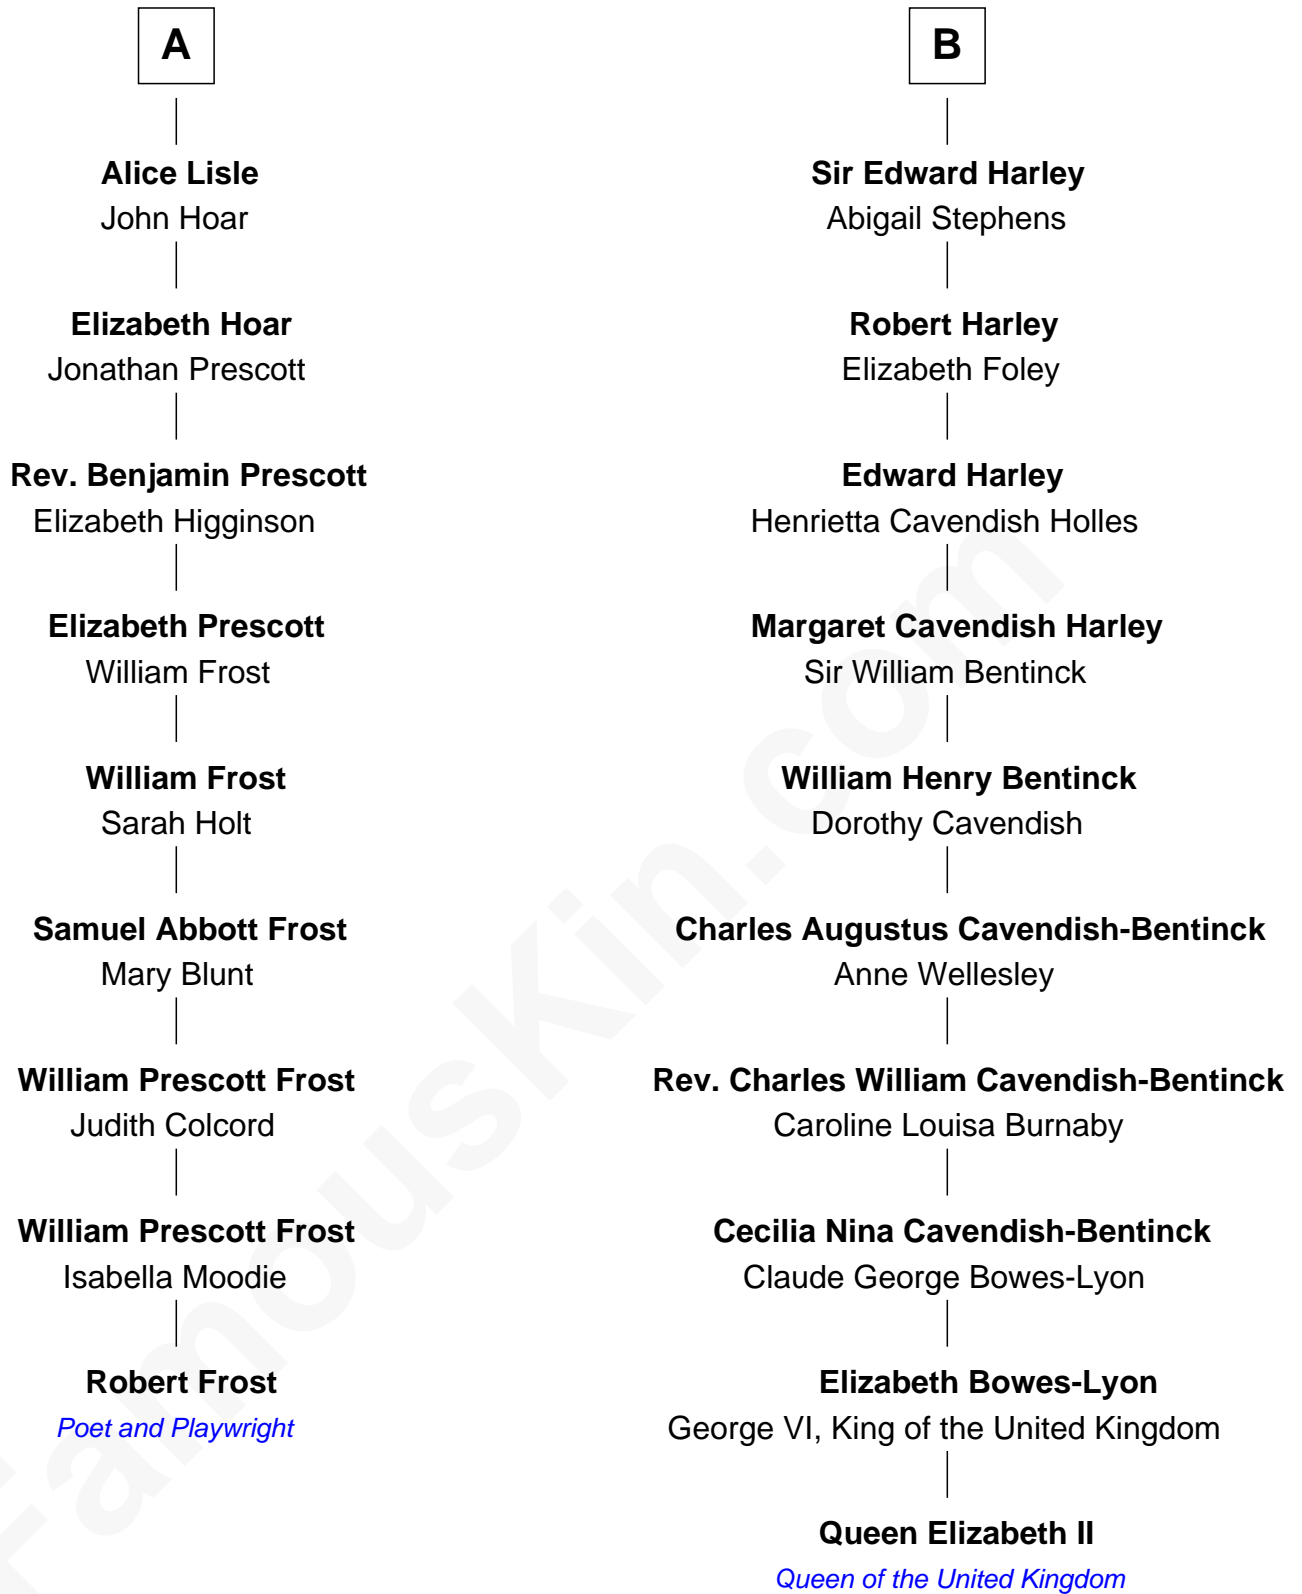 A
Alice Lisle
John Hoar
Elizabeth Hoar
Jonathan Prescott
Rev. Benjamin Prescott
Elizabeth Higginson
Elizabeth Prescott
William Frost
William Frost
Sarah Holt
Samuel Abbott Frost
Mary Blunt
William Prescott Frost
Judith Colcord
William Prescott Frost
Isabella Moodie
Robert Frost
Poet and Playwright
B
Sir Edward Harley
Abigail Stephens
Robert Harley
Elizabeth Foley
Edward Harley
Henrietta Cavendish Holles
Margaret Cavendish Harley
Sir William Bentinck
William Henry Bentinck
Dorothy Cavendish
Charles Augustus Cavendish-Bentinck
Anne Wellesley
Rev. Charles William Cavendish-Bentinck
Caroline Louisa Burnaby
Cecilia Nina Cavendish-Bentinck
Claude George Bowes-Lyon
Elizabeth Bowes-Lyon
George VI, King of the United Kingdom
Queen Elizabeth II
Queen of the United Kingdom
FamousKin.com